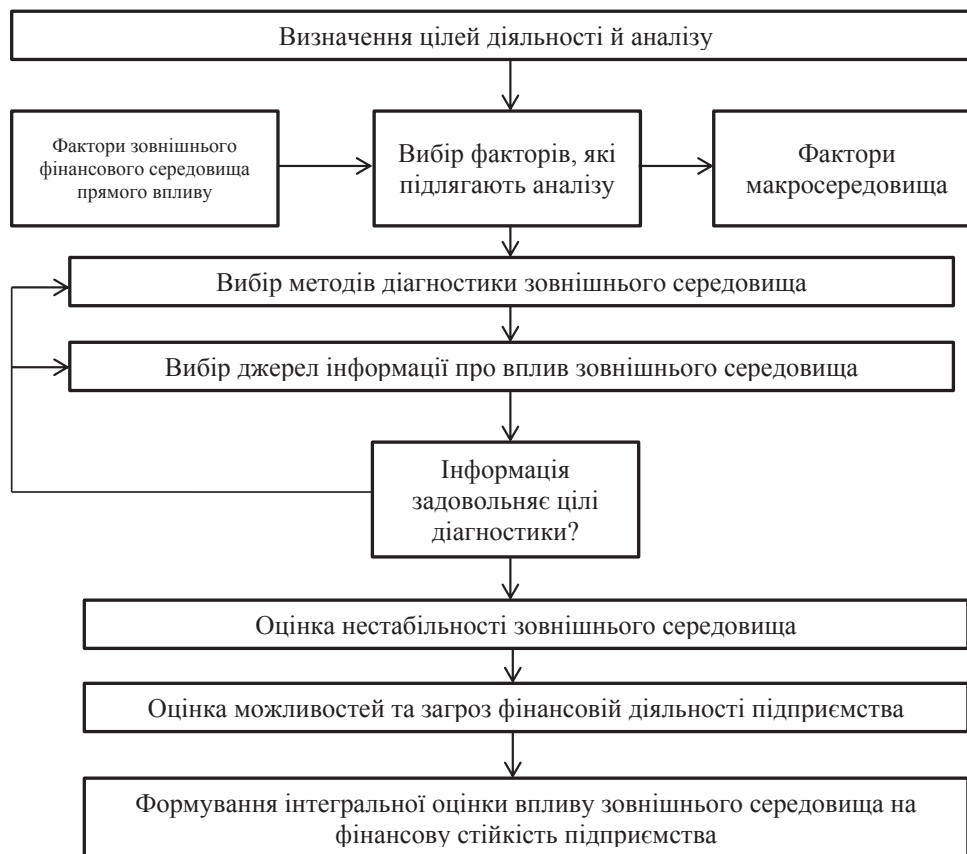 Визначення цілей діяльності й аналізу
Фактори зовнішнього
фінансового середовища
прямого впливу
Вибір факторів, які
підлягають аналізу
Фактори
макросередовища
Вибір методів діагностики зовнішнього середовища
Вибір джерел інформації про вплив зовнішнього середовища
Інформація
задовольняє цілі
діагностики?
Оцінка нестабільності зовнішнього середовища
Оцінка можливостей та загроз фінансовій діяльності підприємства
Формування інтегральної оцінки впливу зовнішнього середовища на
фінансову стійкість підприємства